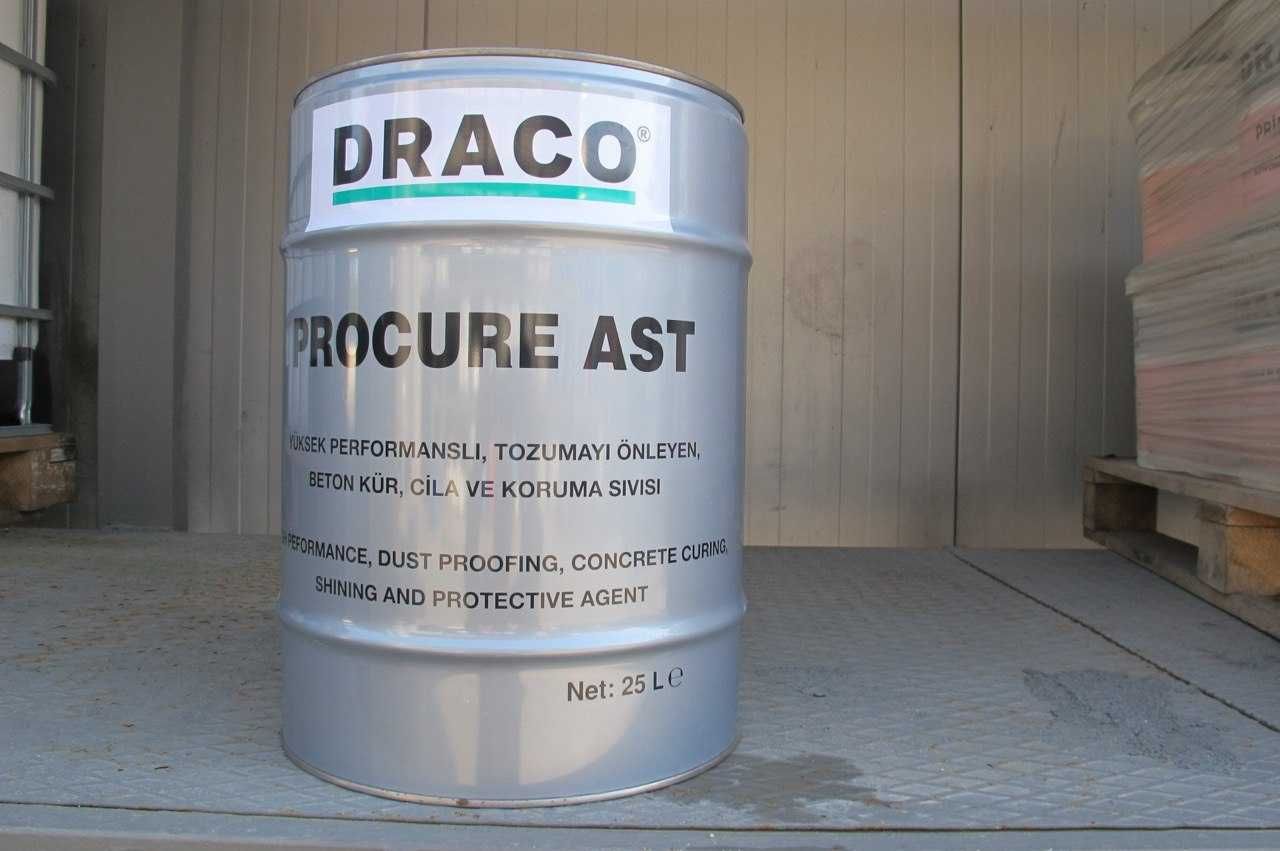 DRACO®
PROCURE AST
YÜKSEK PERFORMANSLI, TOZUMAYI ÖNLEYEN,
BETON KÜR, CİLA VE KORUMA SIVISI
PEFORMANCE, DUST PROOFING, CONCRETE CURING,
SHINING AND PROTECTIVE AGENT
Net: 25 L ℮